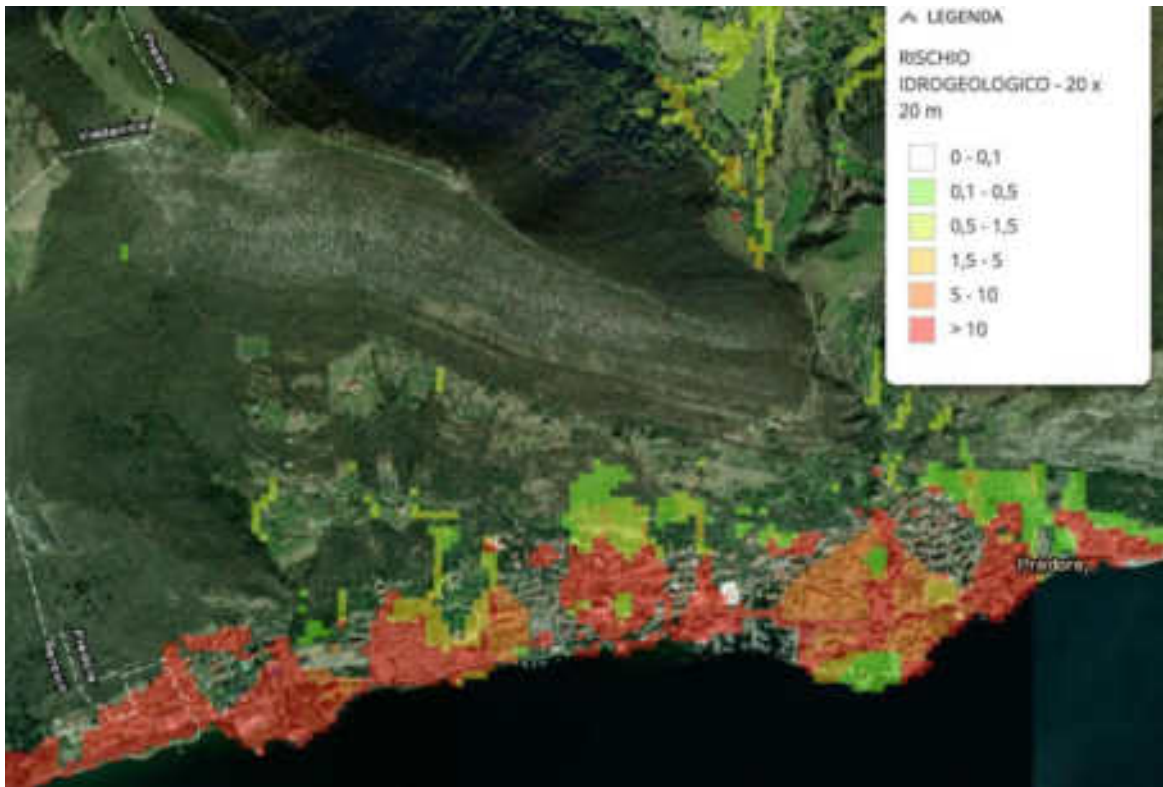 LEGENDA
RISCHIO
IDROGEOLOGICO - 20 x
20 m
0 - 0,1
0,1 - 0,5
0,5 - 1,5
1,5 - 5
5 - 10
> 10
Predore
Predore